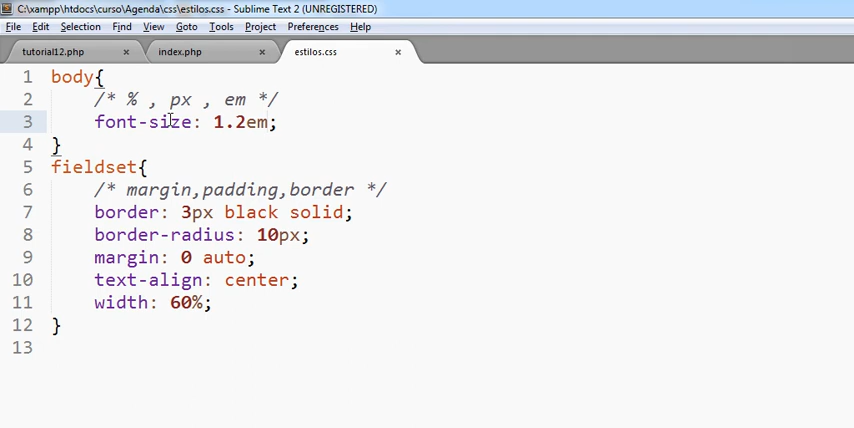 C:\xampp\htdocs\curso\Agenda\css\estilos.css - Sublime Text 2 (UNREGISTERED)
File Edit Selection Find View Goto Tools Project Preferences Help
tutorial12.php × index.php × estilos.css ×
1 body{
2 /* % , px , em */
3 font-size: 1.2em;
4 }
5 fieldset{
6 /* margin,padding,border */
7 border: 3px black solid;
8 border-radius: 10px;
9 margin: 0 auto;
10 text-align: center;
11 width: 60%;
12 }
13